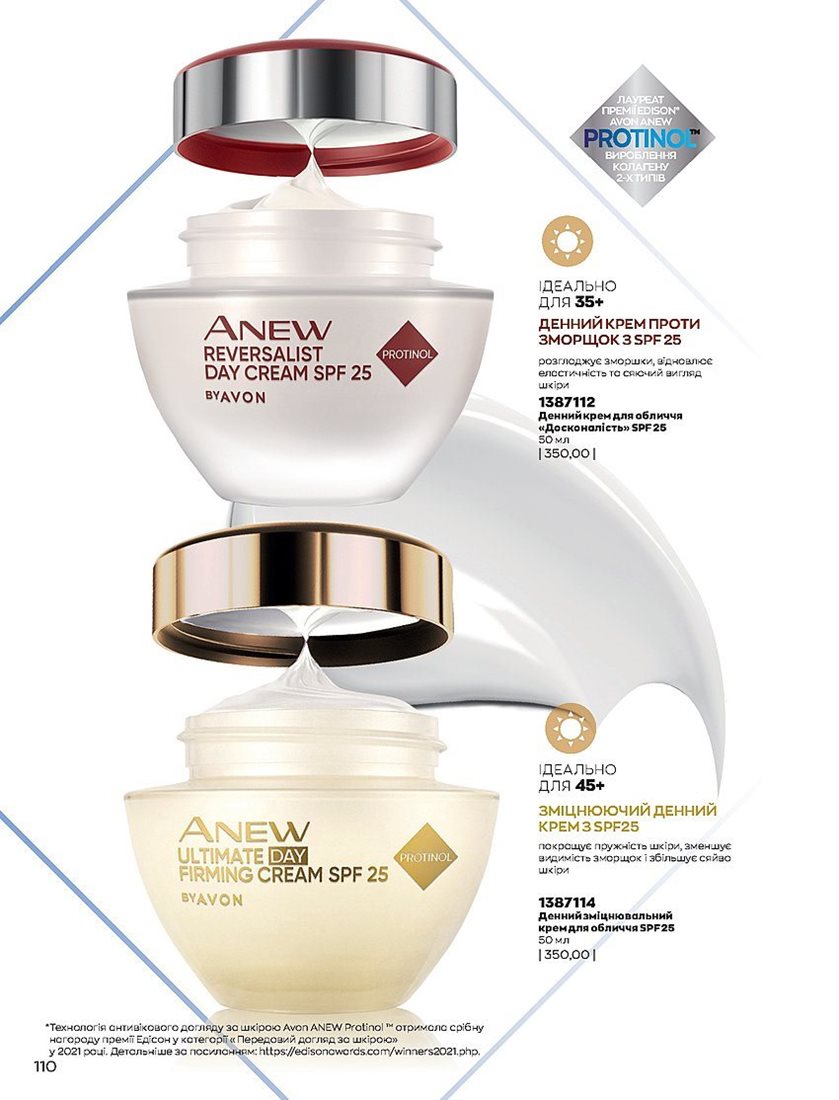 ЛАУРЕАТ
ПРЕМІЇ EDISON*
AVON ANEW
PROTINOL™
ВИРОБЛЕННЯ
КОЛАГЕНУ
2-Х ТИПІВ
ІДЕАЛЬНО
ДЛЯ 35+
ДЕННИЙ КРЕМ ПРОТИ
ЗМОРЩОК З SPF 25
розгладжує зморшки, відновлює
еластичність та сяючий вигляд
шкіри
1387112
Денний крем для обличчя
«Досконалість» SPF 25
50 мл
| 350,00 |
ANEW
REVERSALIST
DAY CREAM SPF 25
BY AVON
PROTINOL
ІДЕАЛЬНО
ДЛЯ 45+
ЗМІЦНЮЮЧИЙ ДЕННИЙ
КРЕМ З SPF25
покращує пружність шкіри, зменшує
видимість зморщок і збільшує сяйво
шкіри
1387114
Денний зміцнювальний
крем для обличчя SPF 25
50 мл
| 350,00 |
ANEW
ULTIMATE DAY
FIRMING CREAM SPF 25
BY AVON
PROTINOL
*Технологія антивікового догляду за шкірою Avon ANEW Protinol ™ отримала срібну
нагороду премії Едісон у категорії « Передовий догляд за шкірою»
у 2021 році. Детальніше за посиланням: https://edisonawards.com/winners2021.php.
110